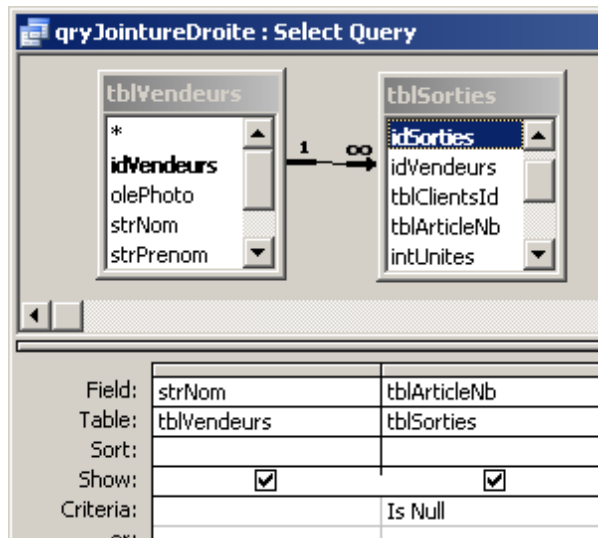 qryJointureDroite : Select Query
tblVendeurs
*
idVendeurs
olePhoto
strNom
strPrenom
1 ∞
tblSorties
idSorties
idVendeurs
tblClientsId
tblArticleNb
intUnites
Field: strNom tblArticleNb
Table: tblVendeurs tblSorties
Sort:
Show:
Criteria: Is Null
or: